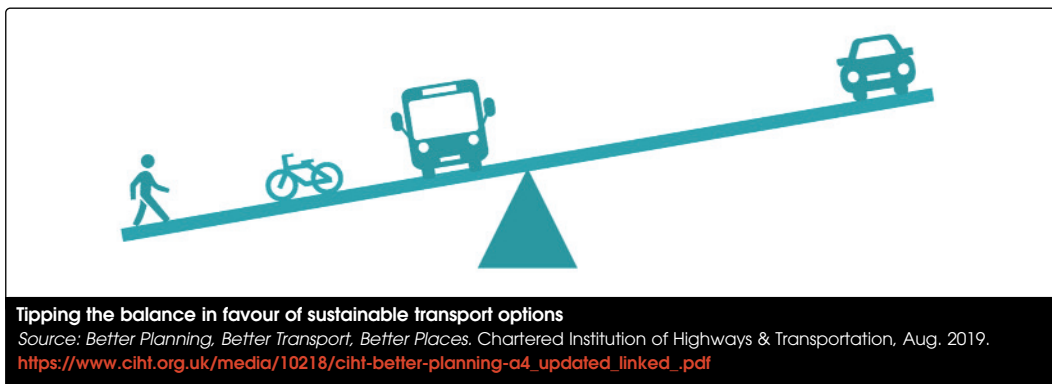 Tipping the balance in favour of sustainable transport options
Source: Better Planning, Better Transport, Better Places. Chartered Institution of Highways & Transportation, Aug. 2019.
https://www.ciht.org.uk/media/10218/ciht-better-planning-a4_updated_linked_.pdf